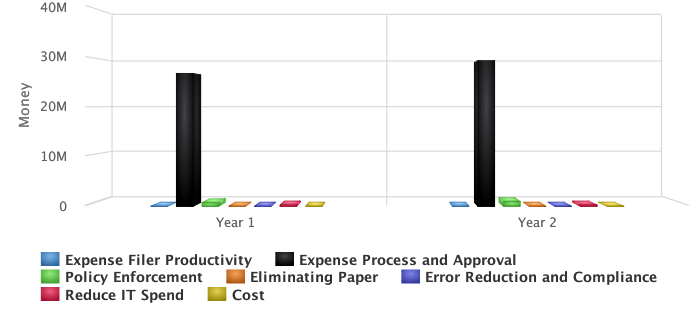 40M
30M
20M
10M
0
Money
Year 1
Year 2
Expense Filer Productivity
Expense Process and Approval
Policy Enforcement
Eliminating Paper
Error Reduction and Compliance
Reduce IT Spend
Cost